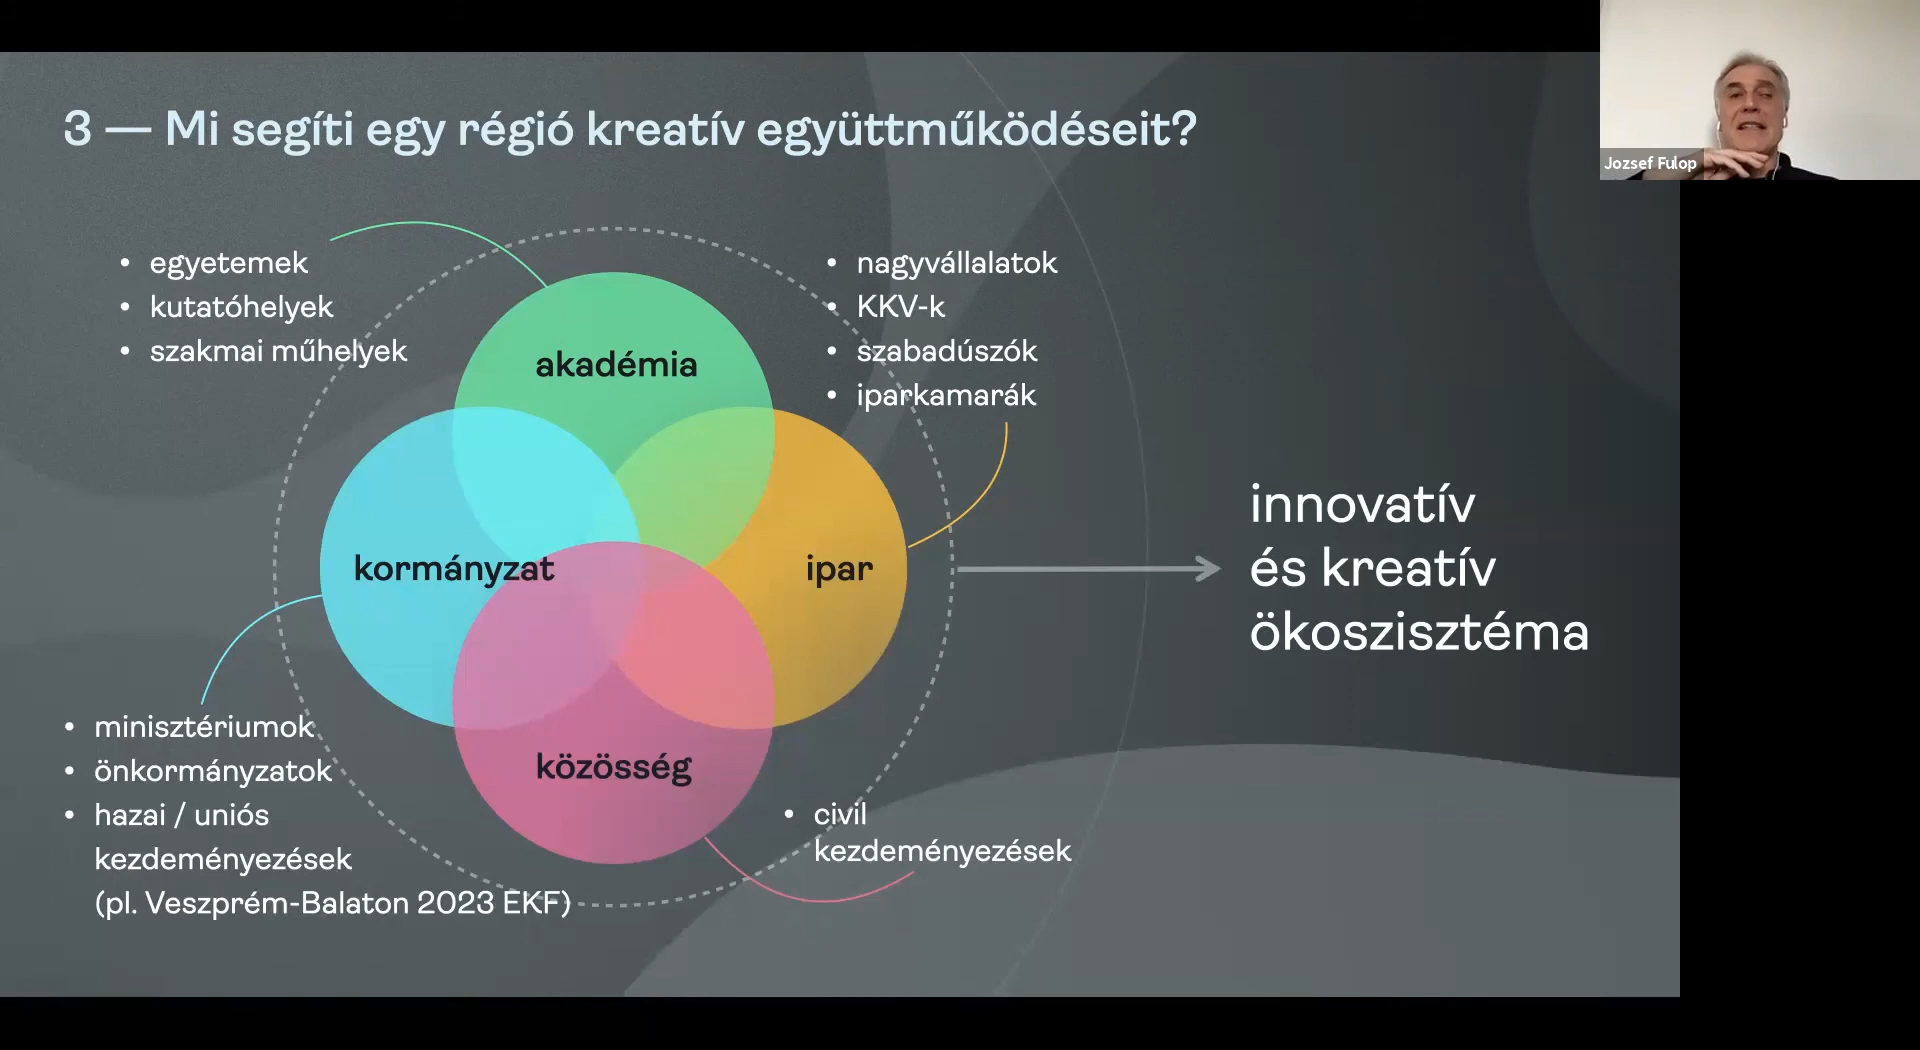 3 — Mi segíti egy régió kreatív együttműködéseit?
Jozsef Fulop
• egyetemek
• kutatóhelyek
• szakmai műhelyek
• nagyvállalatok
• KKV-k
• szabadúszók
• iparkamarák
akadémia
kormányzat
ipar
közösség
innovatív
és kreatív
ökoszisztéma
• minisztériumok
• önkormányzatok
• hazai / uniós
kezdeményezések
(pl. Veszprém-Balaton 2023 EKF)
• civil
kezdeményezések